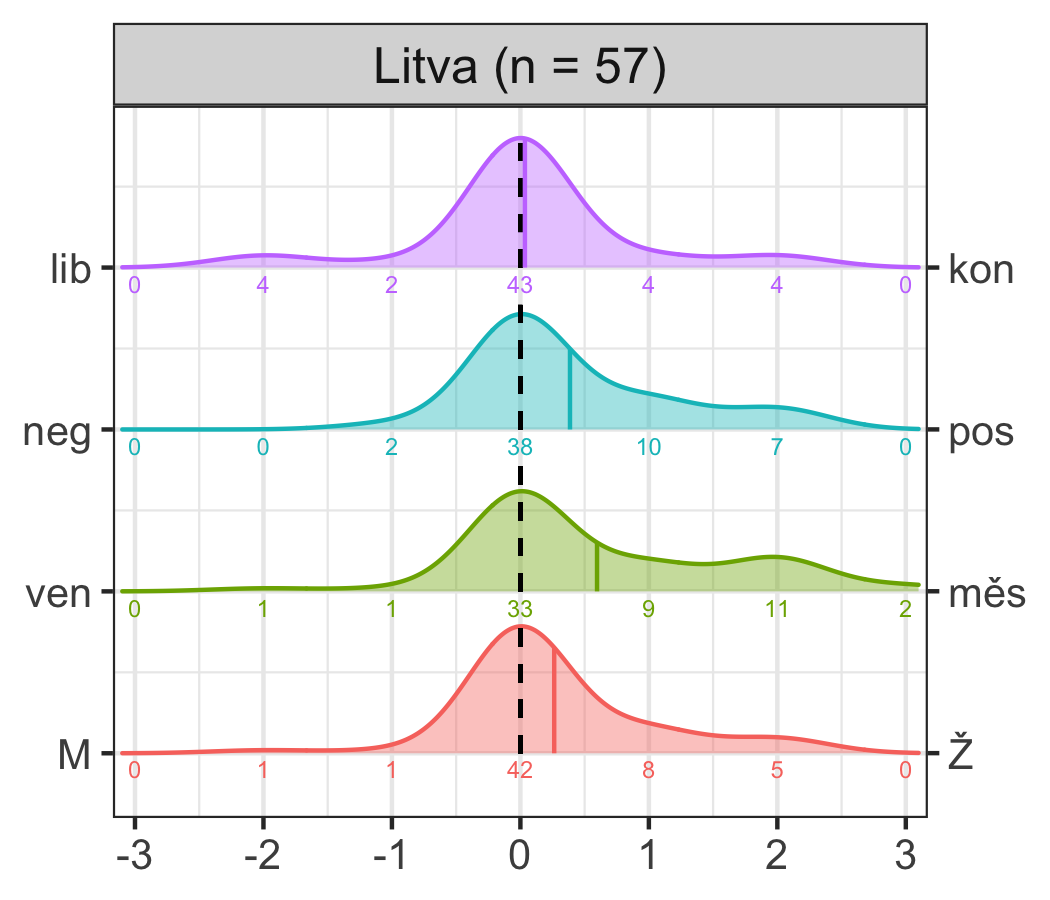 Litva (n = 57)
lib kon
0 4 2 43 4 4 0
neg pos
0 0 2 38 10 7 0
ven měs
0 1 1 33 9 11 2
M Ž
0 1 1 42 8 5 0
-3 -2 -1 0 1 2 3